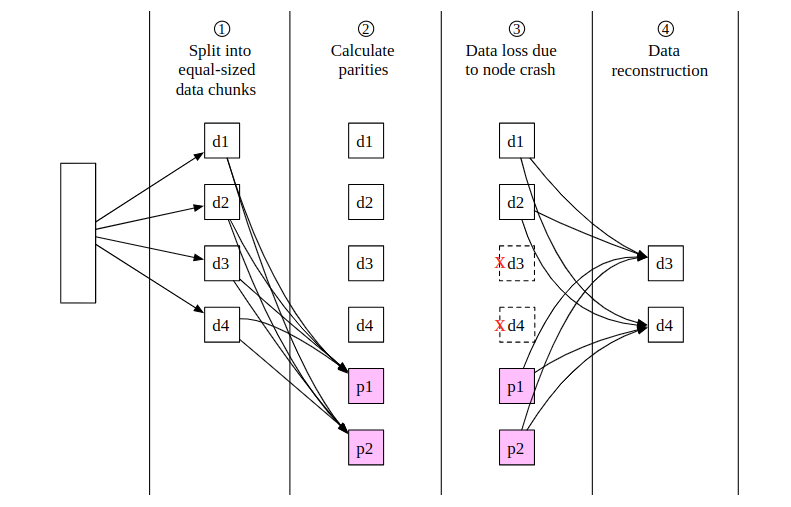 ①
Split into
equal-sized
data chunks
②
Calculate
parities
③
Data loss due
to node crash
④
Data
reconstruction
d1
d2
d3
d4
d1
d2
d3
d4
p1
p2
d1
d2
x d3
x d4
p1
p2
d3
d4